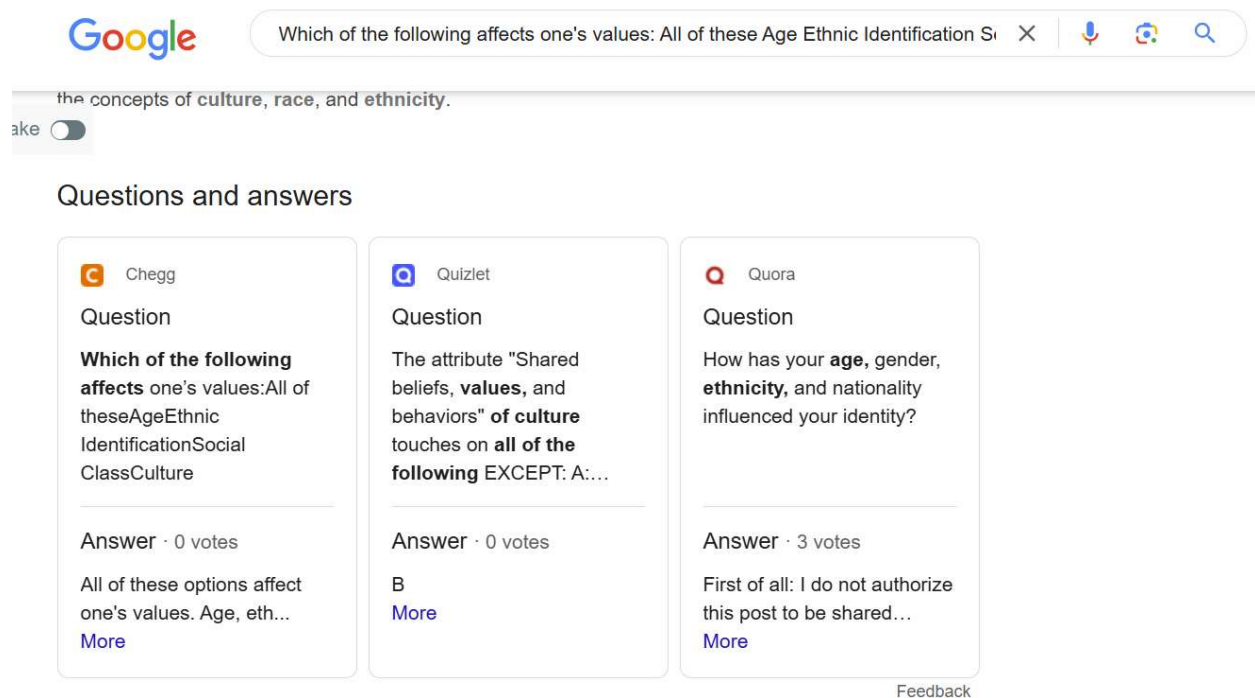 Google
Which of the following affects one's values: All of these Age Ethnic Identification S
the concepts of culture, race, and ethnicity.
ake
Questions and answers
Chegg
Question
Which of the following
affects one's values:All of
theseAgeEthnic
IdentificationSocial
ClassCulture
Answer · 0 votes
All of these options affect
one's values. Age, eth...
More
Quizlet
Question
The attribute "Shared
beliefs, values, and
behaviors" of culture
touches on all of the
following EXCEPT: A:...
Answer · 0 votes
B
More
Quora
Question
How has your age, gender,
ethnicity, and nationality
influenced your identity?
Answer · 3 votes
First of all: I do not authorize
this post to be shared...
More
Feedback